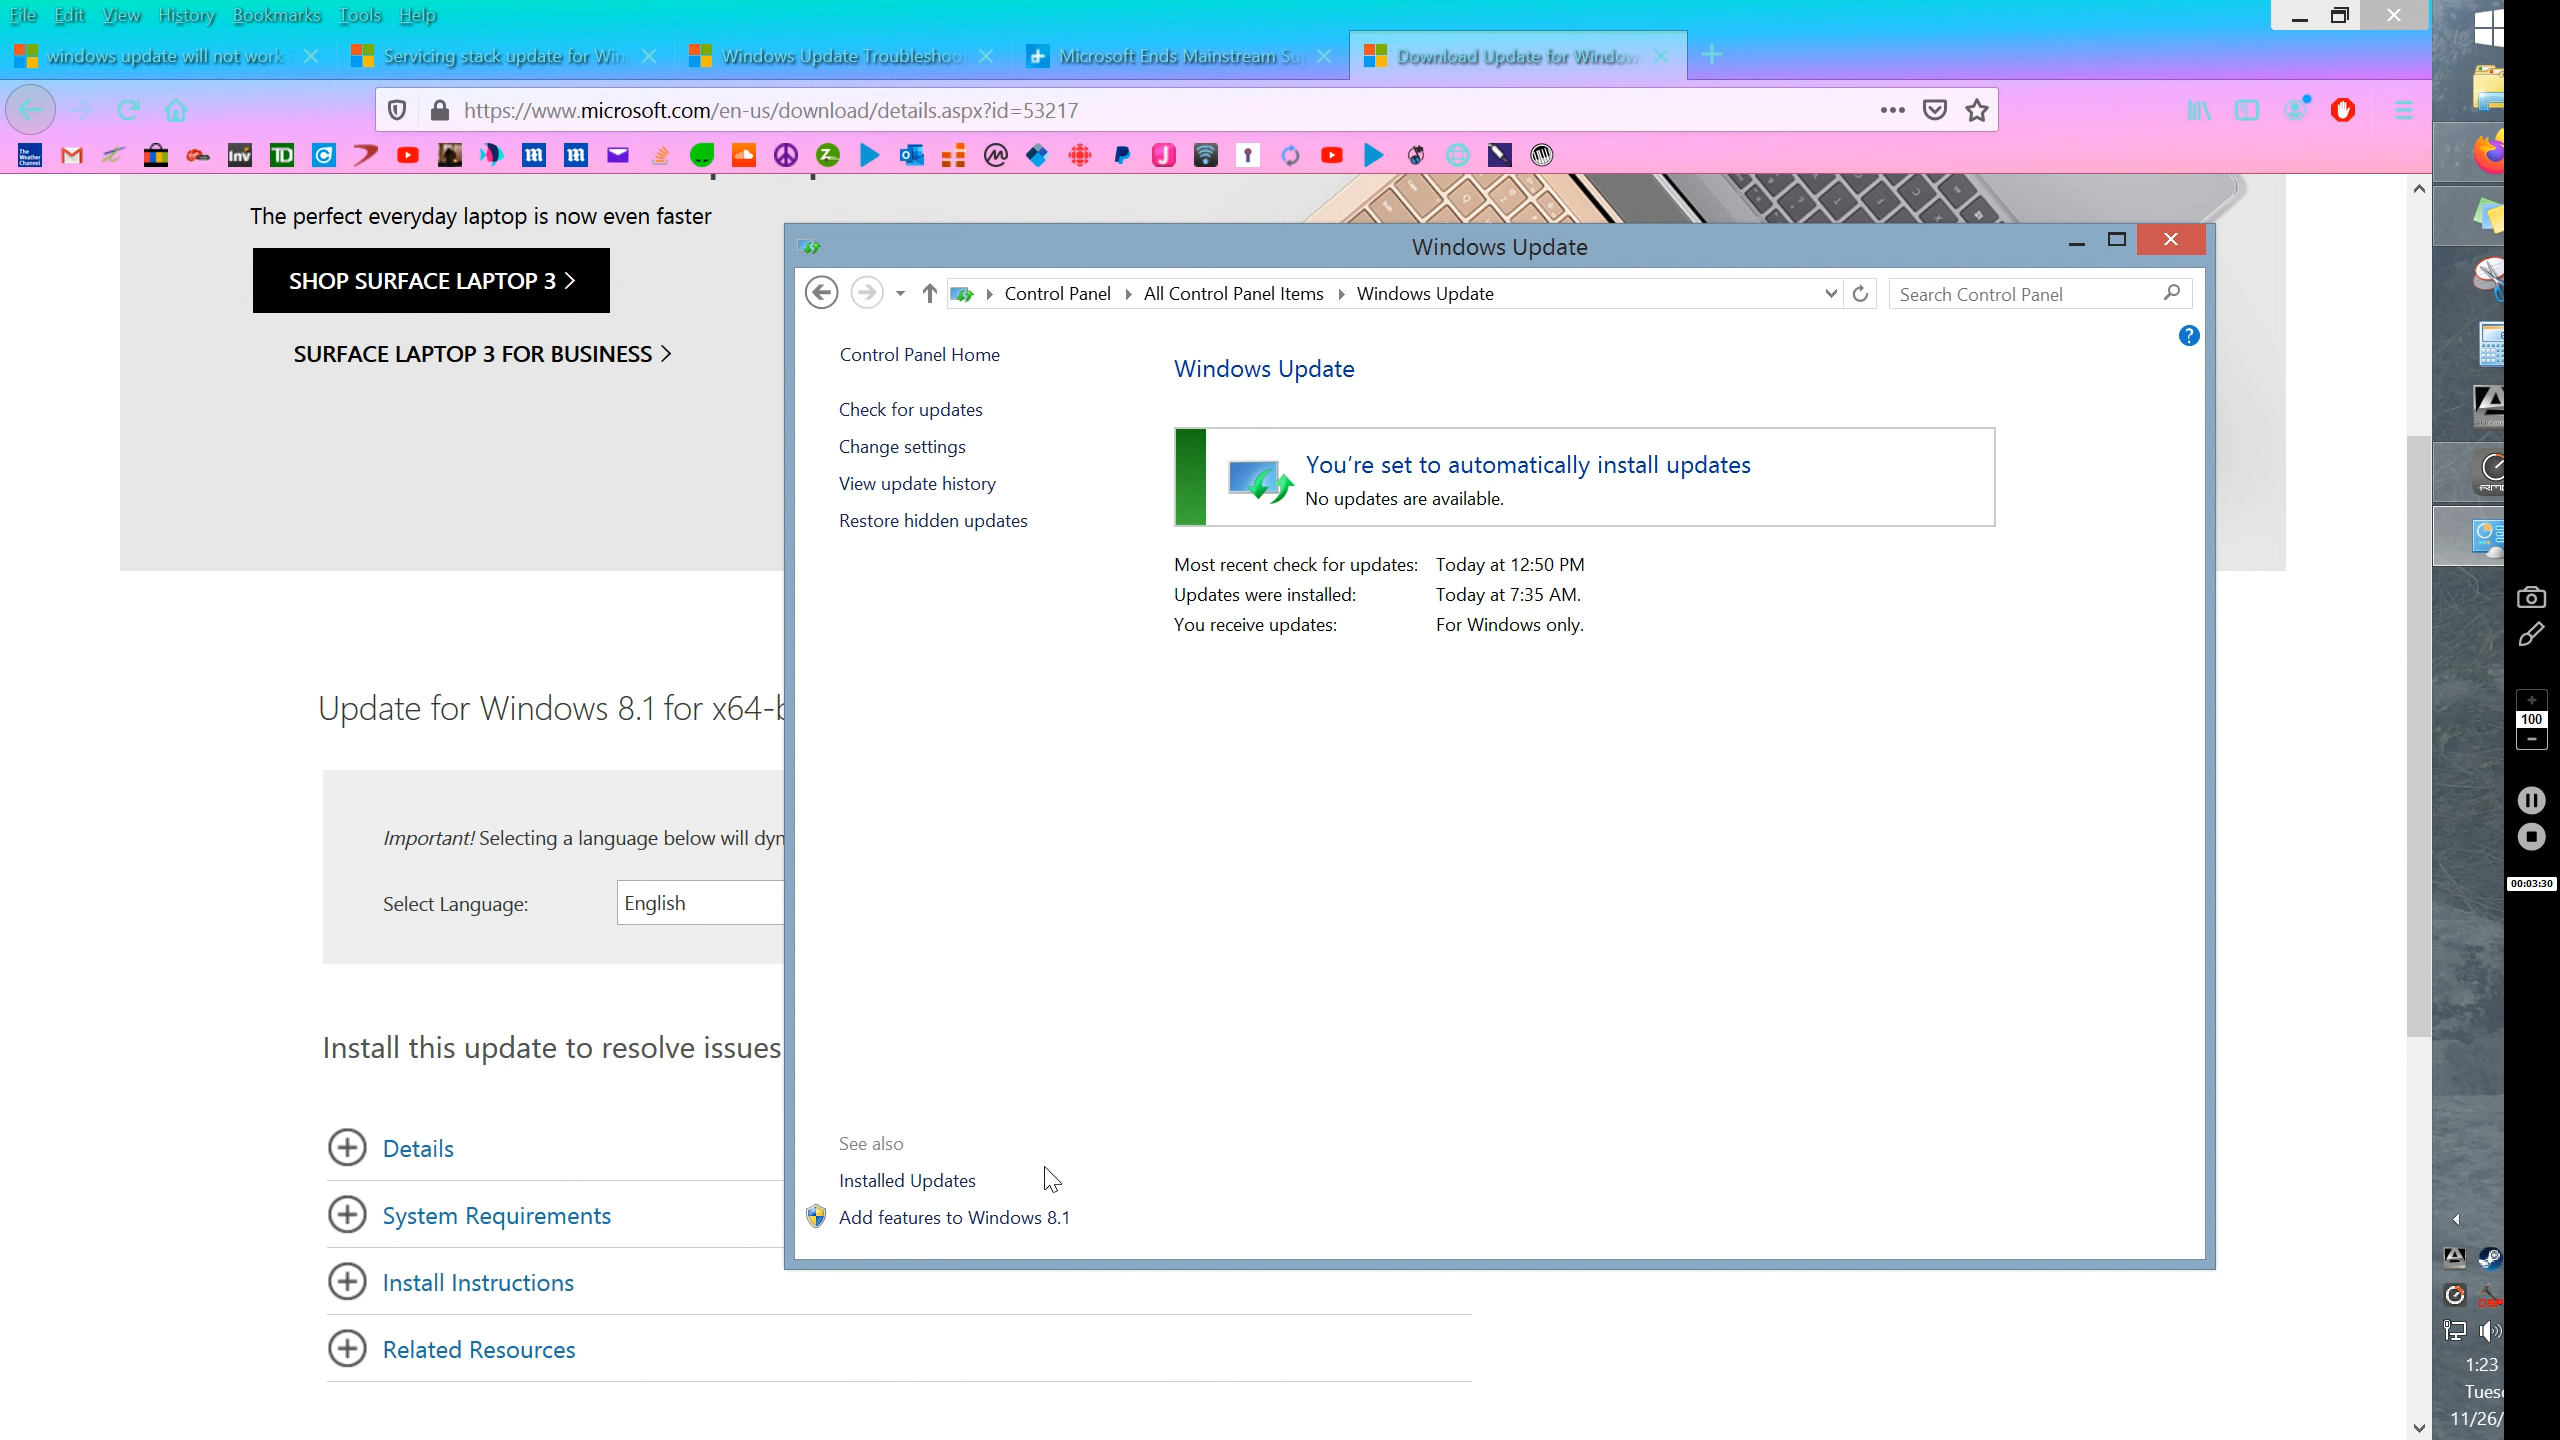 File Edit View History Bookmarks Tools Help
windows update will not work
Servicing stack update for Win
Windows Update Troubleshoot
Microsoft Ends Mainstream Su
Download Update for Window
https://www.microsoft.com/en-us/download/details.aspx?id=53217
The perfect everyday laptop is now even faster
SHOP SURFACE LAPTOP 3 >
SURFACE LAPTOP 3 FOR BUSINESS >
Update for Windows 8.1 for x64-b
Important! Selecting a language below will dyn
Select Language:
English
Install this update to resolve issues
Details
System Requirements
Install Instructions
Related Resources
Windows Update
Control Panel
All Control Panel Items
Windows Update
Search Control Panel
Control Panel Home
Check for updates
Change settings
View update history
Restore hidden updates
Windows Update
You're set to automatically install updates
No updates are available.
Most recent check for updates: Today at 12:50 PM
Updates were installed: Today at 7:35 AM.
You receive updates: For Windows only.
See also
Installed Updates
Add features to Windows 8.1
100
00:03:30
1:23
Tues
11/26/